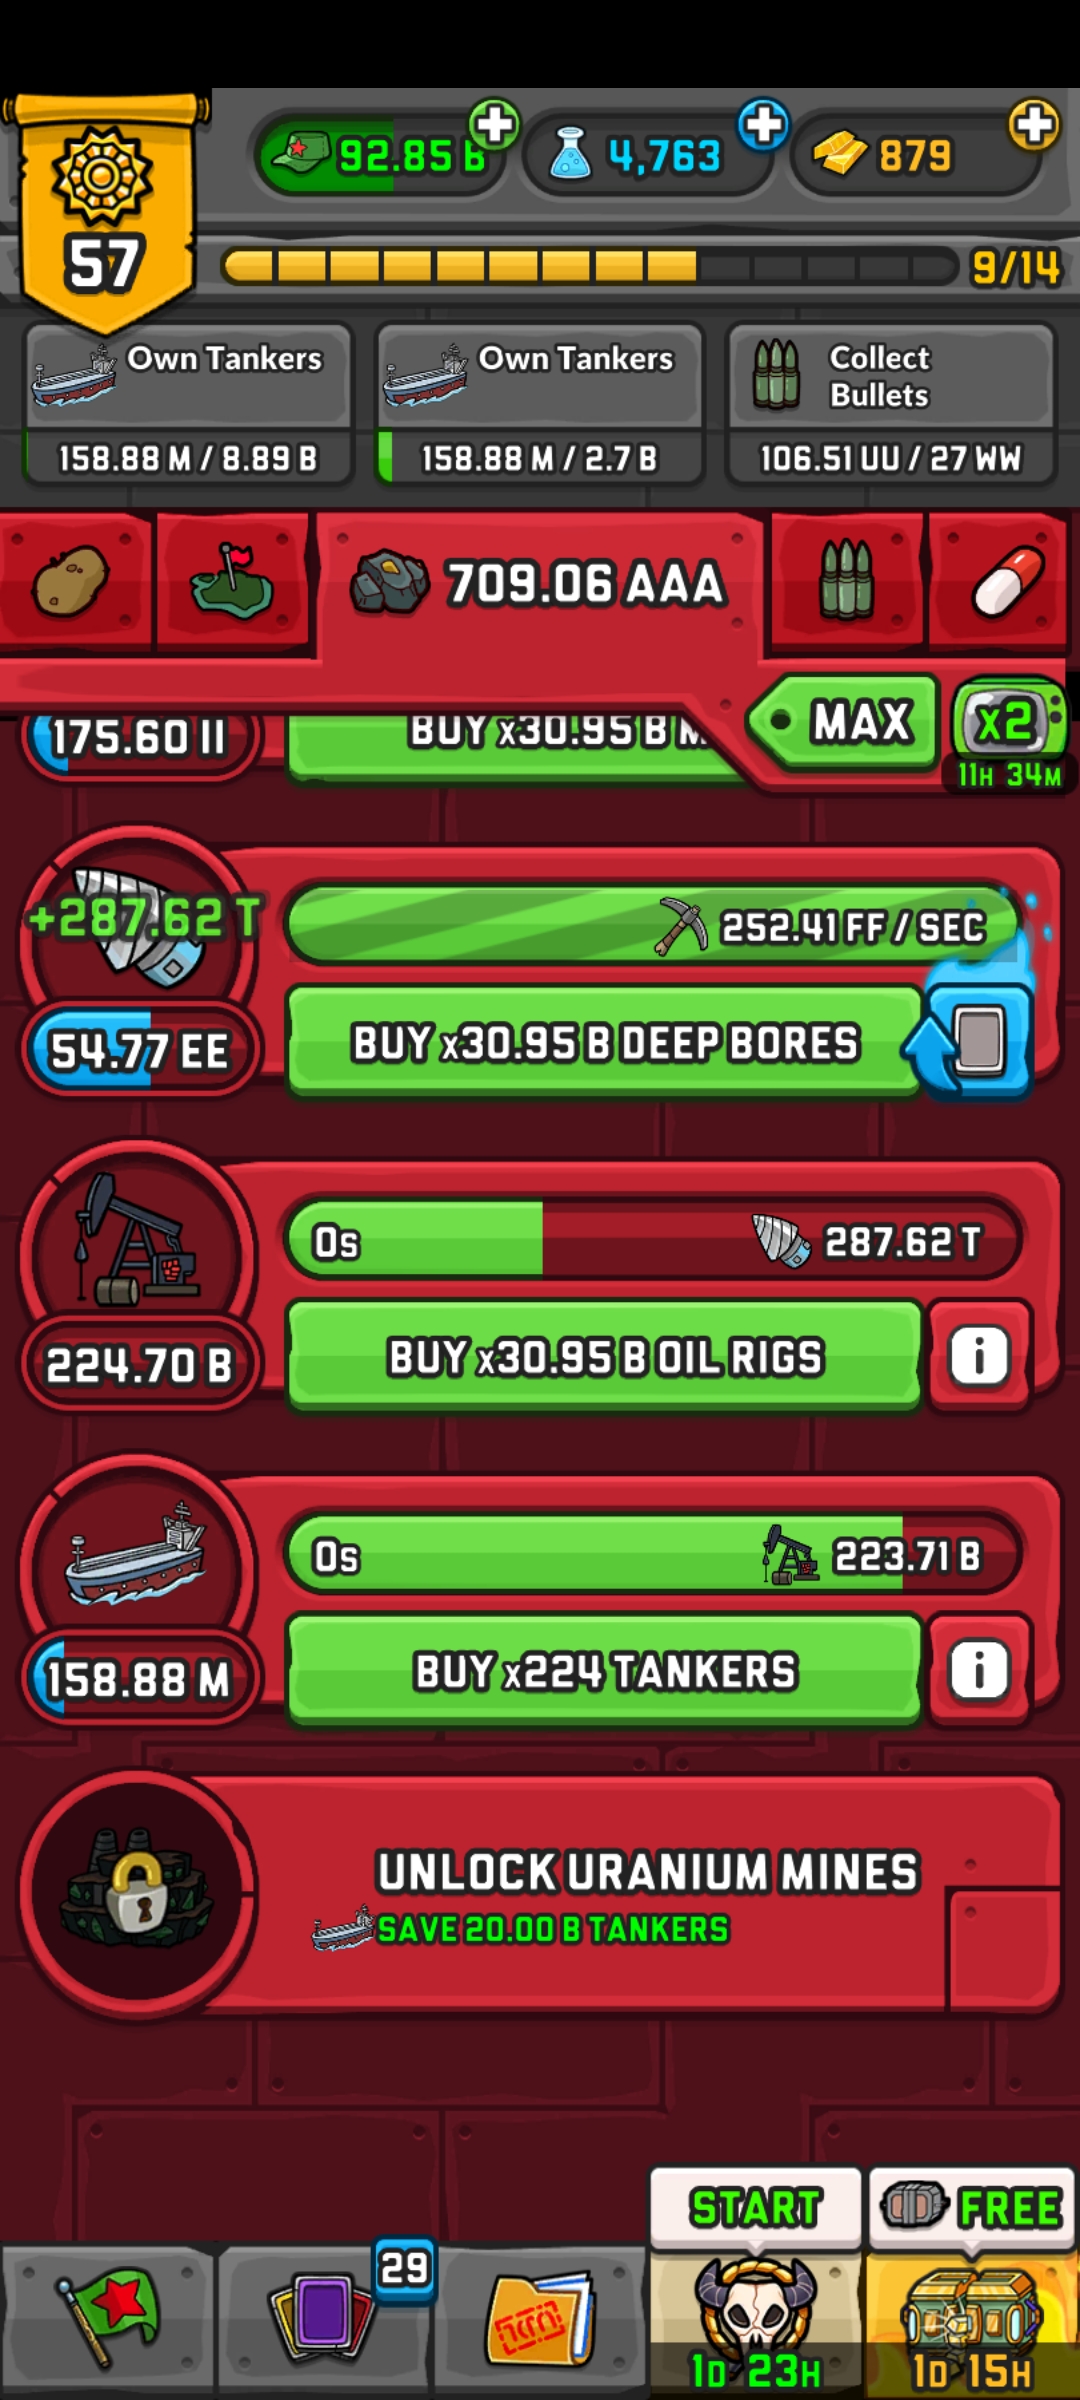 57
92.85 B
4,763
879
9/14
Own Tankers
158.88 M / 8.89 B
Own Tankers
158.88 M / 2.7 B
Collect
Bullets
106.51 UU / 27 WW
709.06 AAA
MAX
x2
11H 34M
175.60 II
BUY x30.95 B M
+287.62 T
252.41 FF / SEC
54.77 EE
BUY x30.95 B DEEP BORES
0s
287.62 T
224.70 B
BUY x30.95 B OIL RIGS
i
0s
223.71 B
158.88 M
BUY x224 TANKERS
i
UNLOCK URANIUM MINES
SAVE 20.00 B TANKERS
START
FREE
29
1D 23H
1D 15H